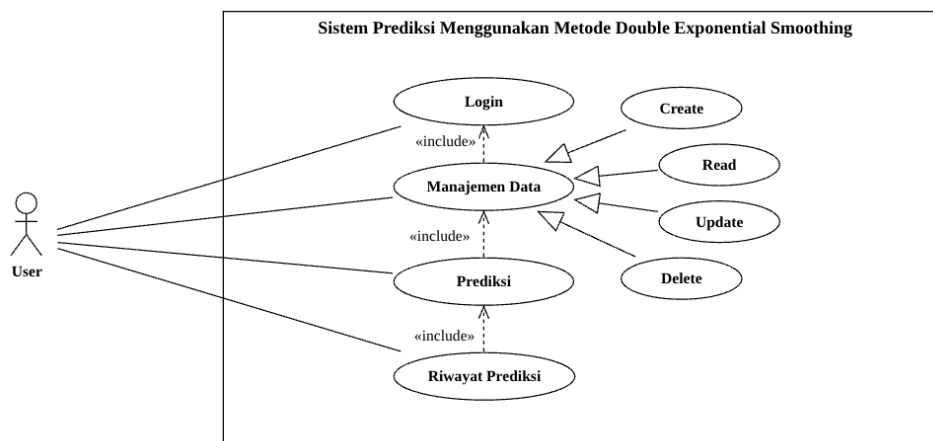 Sistem Prediksi Menggunakan Metode Double Exponential Smoothing
Login
Create
«include»
Read
Manajemen Data
Update
«include»
User
Prediksi
Delete
«include»
Riwayat Prediksi